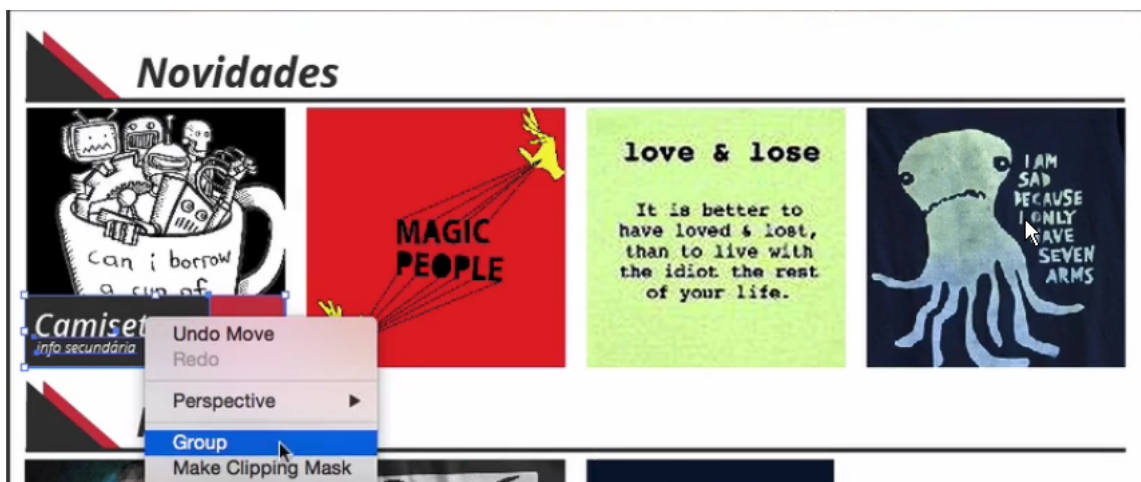 Novidades
can i borrow
a cup of
MAGIC
PEOPLE
love & lose
It is better to
have loved & lost,
than to live with
the idiot the rest
of your life.
I AM
SAD
BECAUSE
I ONLY
AVE
SEVEN
ARMS
Camiset
info secundária
Undo Move
Redo
Perspective
Group
Make Clipping Mask